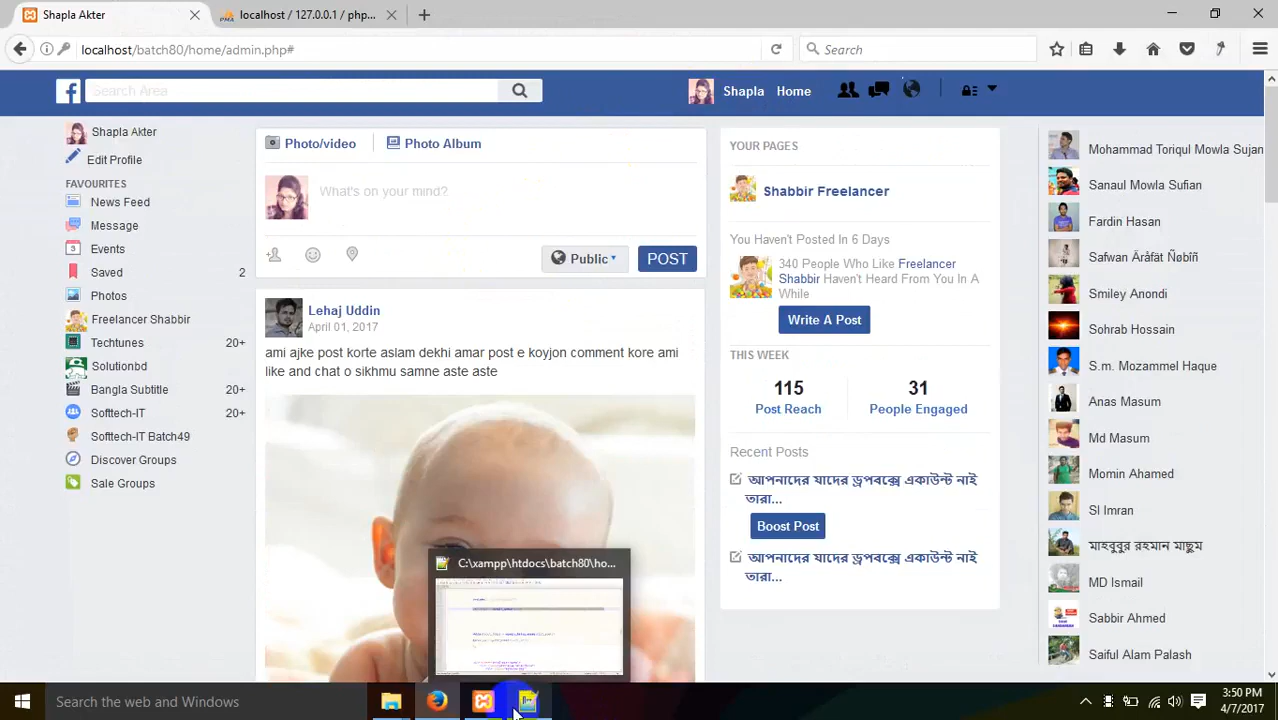 Shapla Akter
localhost / 127.0.0.1 / php...
localhost/batch80/home/admin.php#
Search
Search Area
Shapla Home
Shapla Akter
Edit Profile
FAVOURITES
News Feed
Message
Events
Saved 2
Photos
Freelancer Shabbir
Techtunes 20+
Solutionbd
Bangla Subtitle 20+
Softtech-IT 20+
Softtech-IT Batch49
Discover Groups
Sale Groups
Photo/video Photo Album
What's on your mind?
Public
POST
Lehaj Uddin
April 01, 2017
ami ajke post korte aslam dekhi amar post e koyjon comment kore ami
like and chat o sikhmu samne aste aste
C:\xampp\htdocs\batch80\ho...
YOUR PAGES
Shabbir Freelancer
You Haven't Posted In 6 Days
340 People Who Like Freelancer
Shabbir Haven't Heard From You In A
While
Write A Post
THIS WEEK
115 31
Post Reach People Engaged
Recent Posts
আপনাদের যাদের ড্রপবক্সে একাউন্ট নাই
তারা...
Boost Post
আপনাদের যাদের ড্রপবক্সে একাউন্ট নাই
তারা...
Mohammad Toriqul Mowla Sujan
Sanaul Mowla Sufian
Fardin Hasan
Safwan Ãrâfát Ñøbîñ
Smiley Anondi
Sohrab Hossain
S.m. Mozammel Haque
Anas Masum
Md Masum
Momin Ahamed
SI Imran
মাহবুবুর রহমান মাছুম
MD Ismail
Sabbir Ahmed
Saiful Alam Palash
Search the web and Windows
3:50 PM
4/7/2017